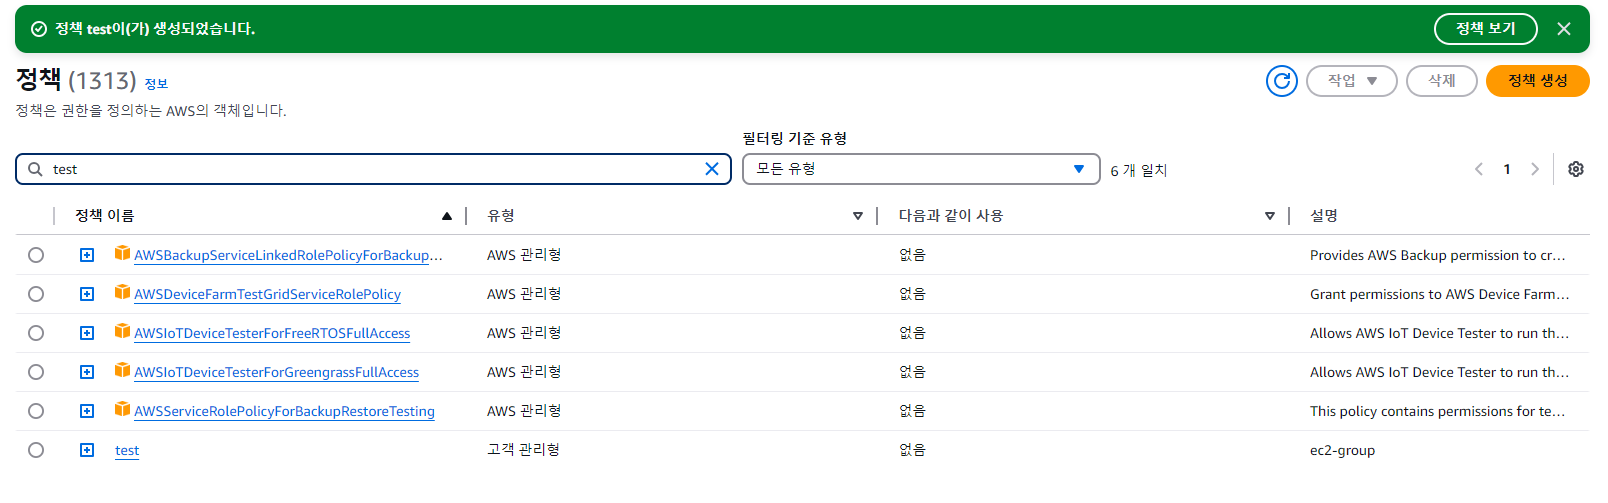 정책 test이(가) 생성되었습니다.
정책 보기
정책 (1313) 정보
작업
삭제
정책 생성
정책은 권한을 정의하는 AWS의 객체입니다.
필터링 기준 유형
test
모든 유형
6 개 일치
1
정책 이름 유형 다음과 같이 사용 설명
AWSBackupServiceLinkedRolePolicyForBackup... AWS 관리형 없음 Provides AWS Backup permission to cr...
AWSDeviceFarmTestGridServiceRolePolicy AWS 관리형 없음 Grant permissions to AWS Device Farm...
AWSIoTDeviceTesterForFreeRTOSFullAccess AWS 관리형 없음 Allows AWS IoT Device Tester to run th...
AWSIoTDeviceTesterForGreengrassFullAccess AWS 관리형 없음 Allows AWS IoT Device Tester to run th...
AWSServiceRolePolicyForBackupRestoreTesting AWS 관리형 없음 This policy contains permissions for te...
test 고객 관리형 없음 ec2-group